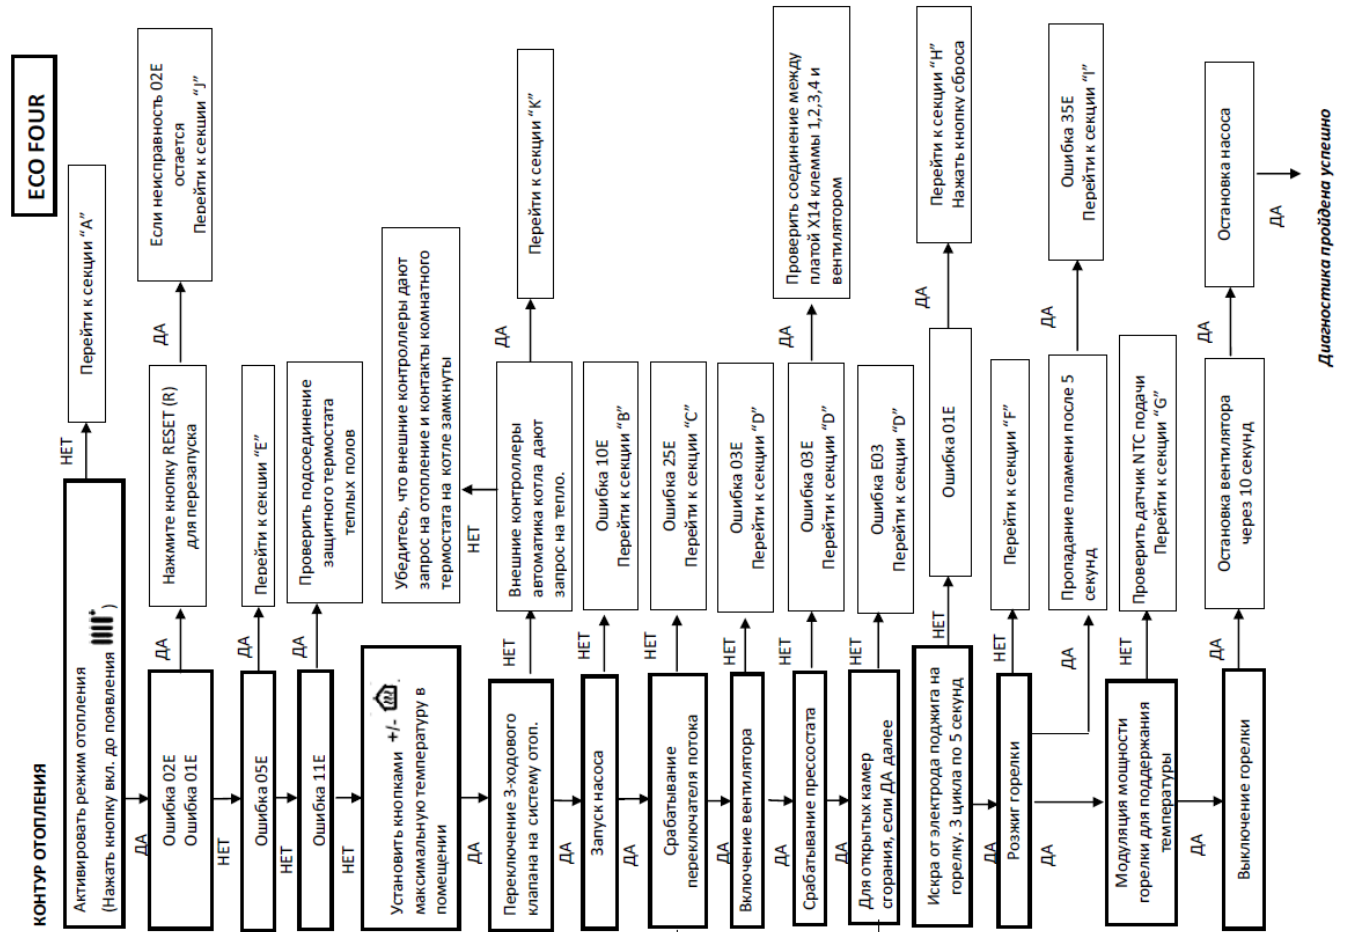 КОНТУР ОТОПЛЕНИЯ
ECO FOUR
Активировать режим отопления
(Нажать кнопку вкл. до появления )
НЕТ
Перейти к секции “А”
ДА
Ошибка 02E
Ошибка 01E
ДА
Нажмите кнопку RESET (R)
для перезапуска
ДА
Если неисправность 02E
остается
Перейти к секции “J”
НЕТ
Ошибка 05E
ДА
Перейти к секции “E”
НЕТ
Ошибка 11E
ДА
Проверить подсоединение
защитного термостата
теплых полов
НЕТ
Установить кнопками +/- .
максимальную температуру в
помещении
Убедитесь, что внешние контроллеры дают
запрос на отопление и контакты комнатного
термостата на котле замкнуты
НЕТ
ДА
Переключение 3-ходового
клапана на систему отоп.
НЕТ
Внешние контроллеры
автоматика котла дают
запрос на тепло.
ДА
Перейти к секции “K”
ДА
Запуск насоса
НЕТ
Ошибка 10E
Перейти к секции “B”
ДА
Срабатывание
переключателя потока
НЕТ
Ошибка 25E
Перейти к секции “C”
ДА
Включение вентилятора
НЕТ
Ошибка 03E
Перейти к секции “D”
ДА
Срабатывание прессостата
НЕТ
Ошибка 03E
Перейти к секции “D”
ДА
Проверить соединение между
платой X14 клеммы 1,2,3,4 и
вентилятором
ДА
Для открытых камер
сгорания, если ДА далее
НЕТ
Ошибка E03
Перейти к секции “D”
ДА
Искра от электрода поджига на
горелку. 3 цикла по 5 секунд
НЕТ
Ошибка 01E
ДА
Перейти к секции “H”
Нажать кнопку сброса
ДА
Розжиг горелки
НЕТ
Перейти к секции “F”
ДА
ДА
Пропадание пламени после 5
секунд
ДА
Ошибка 35E
Перейти к секции “I”
Модуляция мощности
горелки для поддержания
температуры
НЕТ
Проверить датчик NTC подачи
Перейти к секции “G”
ДА
Выключение горелки
ДА
Остановка вентилятора
через 10 секунд
ДА
Остановка насоса
ДА
Диагностика пройдена успешно